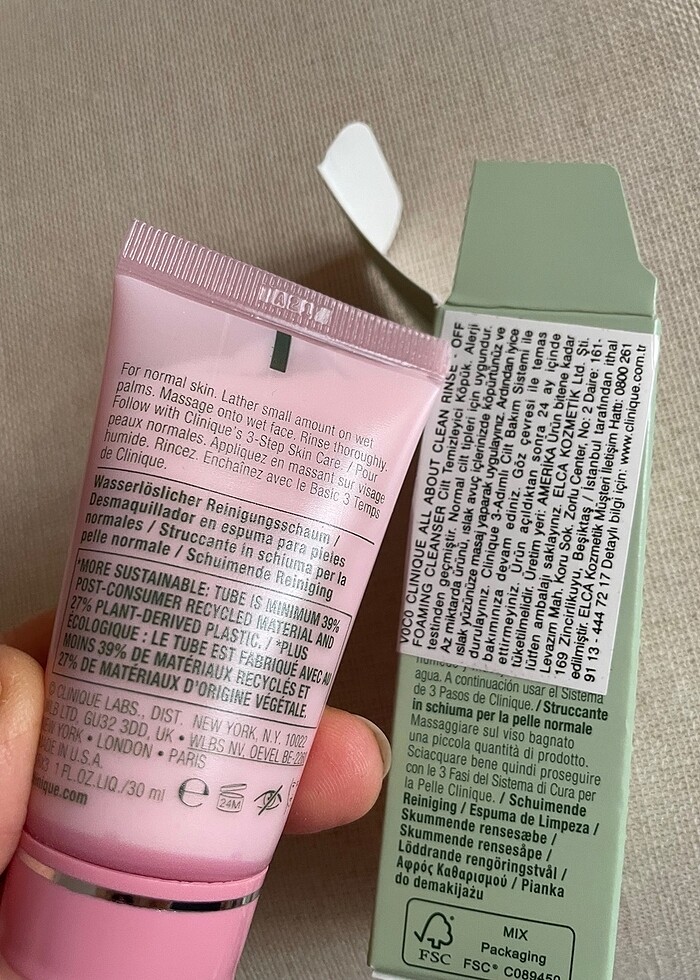 For normal skin. Lather small amount on wet
palms. Massage onto wet face. Rinse thoroughly.
Follow with Clinique's 3-Step Skin Care. / Pour
peaux normales. Appliquez en massant sur visage
humide. Rincez. Enchaînez avec le Basic 3 Temps
de Clinique.
Wasserlöslicher Reinigungsschaum /
Desmaquillador en espuma para pieles
normales / Struccante in schiuma per la
pelle normale / Schuimende Reiniging
*MORE SUSTAINABLE: TUBE IS MINIMUM 39%
POST-CONSUMER RECYCLED MATERIAL AND
27% PLANT-DERIVED PLASTIC. / *PLUS
ÉCOLOGIQUE : LE TUBE EST FABRIQUÉ AVEC AU
MOINS 39% DE MATÉRIAUX RECYCLÉS ET
27% DE MATÉRIAUX D'ORIGINE VÉGÉTALE.
© CLINIQUE LABS., DIST. NEW YORK, N.Y. 10022
LTD, GU32 3DD, UK • WLBS NV, OEVEL BE-2260
YORK • LONDON • PARIS
IN U.S.A.
1 FL.OZ.LIQ./30 ml
nique.com
e
24M
V0C0 CLINIQUE ALL ABOUT CLEAN RINSE - OFF
FOAMING CLEANSER Cilt Temizleyici Köpük. Alerji
testinden geçmiştir. Normal cilt tipleri için uygundur.
Az miktarda ürünü, ıslak avuç içlerinizde köpürtünüz ve
ıslak yüzünüze masaj yaparak uygulayınız. Ardından iyice
durulayınız. Clinique 3-Adımlı Cilt Bakım Sistemi ile
bakımınıza devam ediniz. Göz çevresi ile temas
ettirmeyiniz. Ürün açıldıktan sonra 24 ay içinde
tüketilmelidir. Üretim yeri: AMERİKA Ürün bitene kadar
lütfen ambalajı saklayınız. ELCA KOZMETİK Ltd. Şti.
Levazım Mah. Koru Sok. Zorlu Center, No: 2 Daire: 161-
169 Zincirlikuyu, Beşiktaş / İstanbul tarafından ithal
edilmiştir. ELCA Kozmetik Müşteri İletişim Hattı: 0800 261
91 13 - 444 72 17 Detaylı bilgi için: www.clinique.com.tr
agua. A continuación usar el Sistema
de 3 Pasos de Clinique. / Struccante
in schiuma per la pelle normale
Massaggiare sul viso bagnato
una piccola quantità di prodotto.
Sciacquare bene quindi proseguire
con le 3 Fasi del Sistema di Cura per
la Pelle Clinique. / Schuimende
Reiniging / Espuma de Limpeza /
Skummende rensesæbe /
Skummende rensesåpe /
Löddrande rengöringstvål /
Αφρός Καθαρισμού / Pianka
do demakijażu
FSC
MIX
Packaging
FSC® C089450